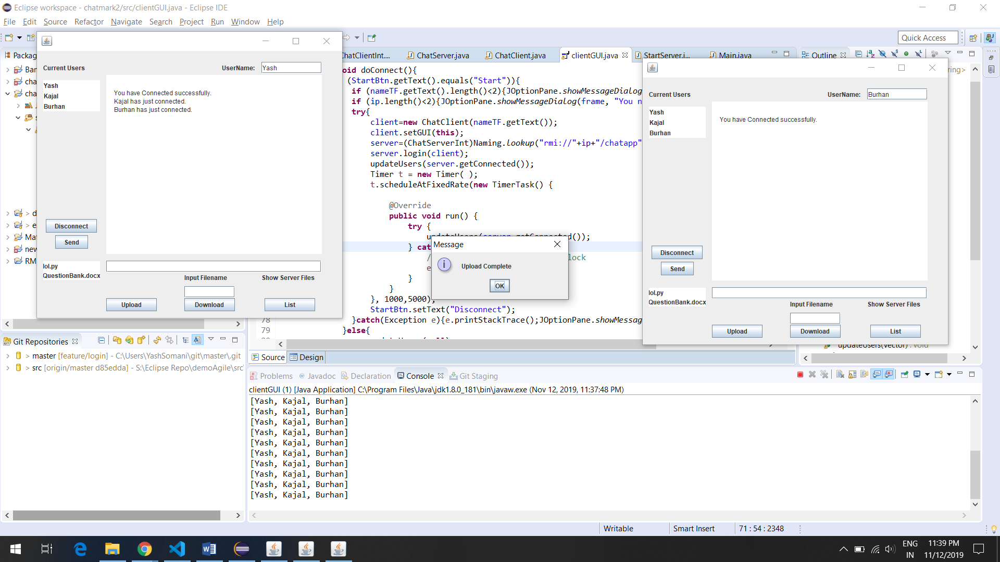 Eclipse workspace - chatmark2/src/clientGUI.java - Eclipse IDE
File Edit Source Refactor Navigate Search Project Run Window Help
Quick Access
Packag
Ban
cha
cha
d
e
Mat
new
RM
ChatClientInt....
ChatServer.java
ChatClient.java
clientGUI.java
StartServer.j...
Main.java
Outline
Current Users
UserName: Yash
Yash
Kajal
Burhan
You have Connected successfully.
Kajal has just connected.
Burhan has just connected.
Disconnect
Send
lol.py
QuestionBank.docx
Input Filename
Show Server Files
Upload
Download
List
oid doConnect(){
(StartBtn.getText().equals("Start")){
if (nameTF.getText().length()<2){JOptionPane.showMessageDialog
if (ip.length()<2){JOptionPane.showMessageDialog(frame, "You n
try{
client=new ChatClient(nameTF.getText());
client.setGUI(this);
server=(ChatServerInt)Naming.lookup("rmi://"+ip+"/chatapp"
server.login(client);
updateUsers(server.getConnected());
Timer t = new Timer( );
t.scheduleAtFixedRate(new TimerTask() {
@Override
public void run() {
try {
updateUsers(server.getConnected());
} cat
/
lock
e
}
}
}, 1000,5000);
StartBtn.setText("Disconnect");
78 }catch(Exception e){e.printStackTrace();JOptionPane.showMessag
79 }else{
Message
Upload Complete
OK
Current Users
UserName: Burhan
Yash
Kajal
Burhan
You have Connected successfully.
Disconnect
Send
lol.py
QuestionBank.docx
Input Filename
Show Server Files
Upload
Download
List
ring>
updateUsers(Vector) : void
Source Design
Git Repositories
> master [feature/login] - C:\Users\YashSomani\git\master\.git
> src [origin/master d85edda] - S:\Eclipse Repo\demoAgile\src
Problems @ Javadoc Declaration Console Git Staging
clientGUI (1) [Java Application] C:\Program Files\Java\jdk1.8.0_181\bin\javaw.exe (Nov 12, 2019, 11:37:48 PM)
[Yash, Kajal, Burhan]
[Yash, Kajal, Burhan]
[Yash, Kajal, Burhan]
[Yash, Kajal, Burhan]
[Yash, Kajal, Burhan]
[Yash, Kajal, Burhan]
[Yash, Kajal, Burhan]
[Yash, Kajal, Burhan]
[Yash, Kajal, Burhan]
[Yash, Kajal, Burhan]
Writable
Smart Insert
71 : 54 : 2348
ENG
IN
11:39 PM
11/12/2019